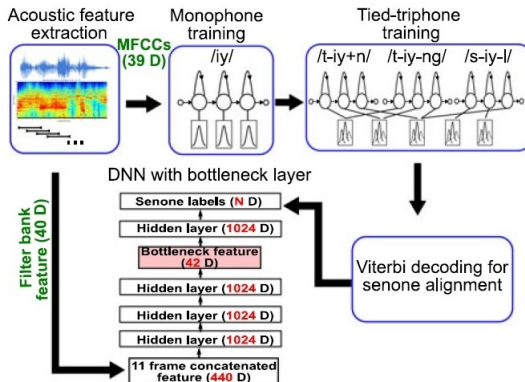 Acoustic feature
extraction
MFCCs
(39 D)
Monophone
training
/iy/
Tied-triphone
training
/t-iy+n/ /t-iy-ng/ /s-iy-l/
DNN with bottleneck layer
Senone labels (N D)
Hidden layer (1024 D)
Bottleneck feature
(42 D)
Hidden layer (1024 D)
Hidden layer (1024 D)
Hidden layer (1024 D)
11 frame concatenated
feature (440 D)
Filter bank
feature (40 D)
Viterbi decoding for
senone alignment